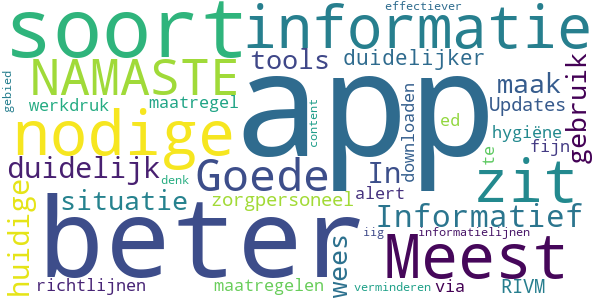 effectiever
soort informatie
tools duidelijker
NAMASTE app maak
gebied werkdruk maatregel content downloaden Updates gebruik
nodige ed hygiëne
te fijn
duidelijk Goede In zit
denk alert
huidige situatie zorgpersoneel Informatief
beter wees Meest
iig informatielijnen
richtlijnen maatregelen verminderen via RIVM